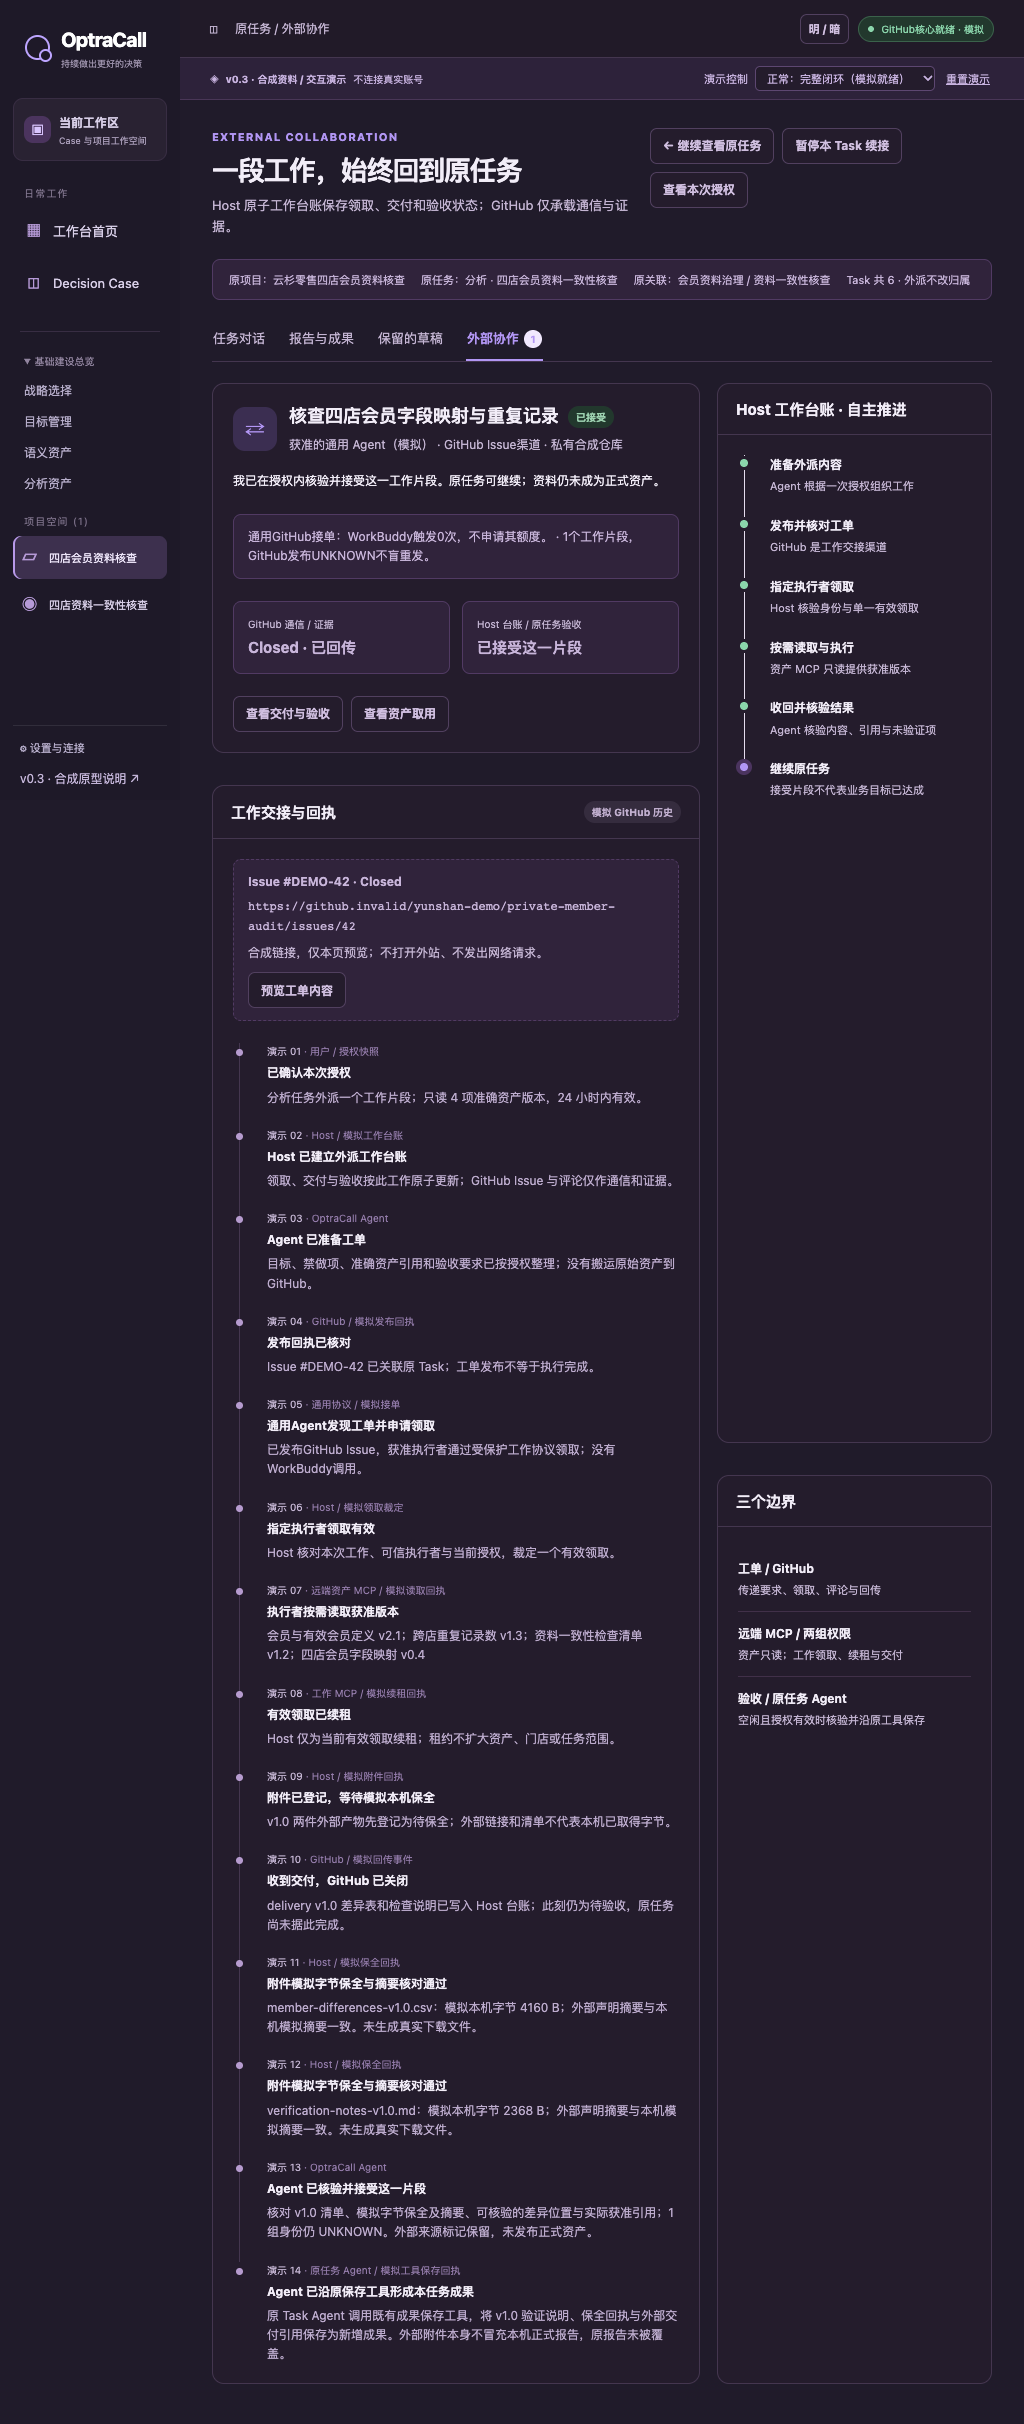 OptraCall
持续做出更好的决策
当前工作区
Case 与项目工作空间
日常工作
工作台首页
Decision Case
▼ 基础建设总览
战略选择
目标管理
语义资产
分析资产
项目空间 (1)
四店会员资料核查
四店资料一致性核查
设置与连接
v0.3 · 合成原型说明 ↗
原任务 / 外部协作
明 / 暗
GitHub核心就绪 · 模拟
v0.3 · 合成资料 / 交互演示 不连接真实账号
演示控制
正常：完整闭环（模拟就绪）
重置演示
EXTERNAL COLLABORATION
一段工作，始终回到原任务
Host 原子工作台账保存领取、交付和验收状态；GitHub 仅承载通信与证
据。
← 继续查看原任务
暂停本 Task 续接
查看本次授权
原项目：云杉零售四店会员资料核查 原任务：分析 · 四店会员资料一致性核查 原关联：会员资料治理 / 资料一致性核查 Task 共 6 · 外派不改归属
任务对话
报告与成果
保留的草稿
外部协作 1
核查四店会员字段映射与重复记录 已接受
获准的通用 Agent（模拟） · GitHub Issue渠道 · 私有合成仓库
我已在授权内核验并接受这一工作片段。原任务可继续；资料仍未成为正式资产。
通用GitHub接单：WorkBuddy触发0次，不申请其额度。 · 1个工作片段，
GitHub发布UNKNOWN不盲重发。
GitHub 通信 / 证据
Closed · 已回传
Host 台账 / 原任务验收
已接受这一片段
查看交付与验收
查看资产取用
Host 工作台账 · 自主推进
准备外派内容
Agent 根据一次授权组织工作
发布并核对工单
GitHub 是工作交接渠道
指定执行者领取
Host 核验身份与单一有效领取
按需读取与执行
资产 MCP 只读提供获准版本
收回并核验结果
Agent 核验内容、引用与未验证项
继续原任务
接受片段不代表业务目标已达成
工作交接与回执
模拟 GitHub 历史
Issue #DEMO-42 · Closed
https://github.invalid/yunshan-demo/private-member-
audit/issues/42
合成链接，仅本页预览；不打开外站、不发出网络请求。
预览工单内容
演示 01 · 用户 / 授权快照
已确认本次授权
分析任务外派一个工作片段；只读 4 项准确资产版本，24 小时内有效。
演示 02 · Host / 模拟工作台账
Host 已建立外派工作台账
领取、交付与验收按此工作原子更新；GitHub Issue 与评论仅作通信和证据。
演示 03 · OptraCall Agent
Agent 已准备工单
目标、禁做项、准确资产引用和验收要求已按授权整理；没有搬运原始资产到
GitHub。
演示 04 · GitHub / 模拟发布回执
发布回执已核对
Issue #DEMO-42 已关联原 Task；工单发布不等于执行完成。
演示 05 · 通用协议 / 模拟接单
通用Agent发现工单并申请领取
已发布GitHub Issue，获准执行者通过受保护工作协议领取；没有
WorkBuddy调用。
演示 06 · Host / 模拟领取裁定
指定执行者领取有效
Host 核对本次工作、可信执行者与当前授权，裁定一个有效领取。
演示 07 · 远端资产 MCP / 模拟读取回执
执行者按需读取获准版本
会员与有效会员定义 v2.1；跨店重复记录数 v1.3；资料一致性检查清单
v1.2；四店会员字段映射 v0.4
演示 08 · 工作 MCP / 模拟续租回执
有效领取已续租
Host 仅为当前有效领取续租；租约不扩大资产、门店或任务范围。
演示 09 · Host / 模拟附件回执
附件已登记，等待模拟本机保全
v1.0 两件外部产物先登记为待保全；外部链接和清单不代表本机已取得字节。
演示 10 · GitHub / 模拟回传事件
收到交付，GitHub 已关闭
delivery v1.0 差异表和检查说明已写入 Host 台账；此刻仍为待验收，原任务
尚未据此完成。
演示 11 · Host / 模拟保全回执
附件模拟字节保全与摘要核对通过
member-differences-v1.0.csv：模拟本机字节 4160 B；外部声明摘要与本
机模拟摘要一致。未生成真实下载文件。
演示 12 · Host / 模拟保全回执
附件模拟字节保全与摘要核对通过
verification-notes-v1.0.md：模拟本机字节 2368 B；外部声明摘要与本机模
拟摘要一致。未生成真实下载文件。
演示 13 · OptraCall Agent
Agent 已核验并接受这一片段
核对 v1.0 清单、模拟字节保全及摘要、可核验的差异位置与实际获准引用；1
组身份仍 UNKNOWN。外部来源标记保留，未发布正式资产。
演示 14 · 原任务 Agent / 模拟工具保存回执
Agent 已沿原保存工具形成本任务成果
原 Task Agent 调用既有成果保存工具，将 v1.0 验证说明、保全回执与外部交
付引用保存为新增成果。外部附件本身不冒充本机正式报告，原报告未被覆
盖。
三个边界
工单 / GitHub
传递要求、领取、评论与回传
远端 MCP / 两组权限
资产只读；工作领取、续租与交付
验收 / 原任务 Agent
空闲且授权有效时核验并沿原工具保存